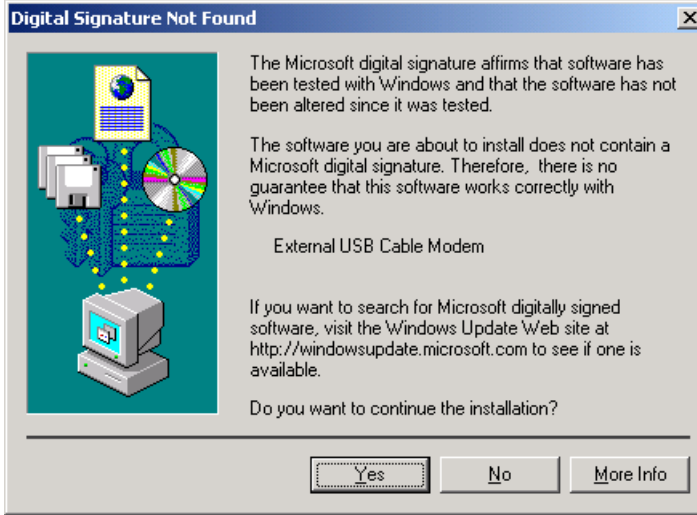 Digital Signature Not Found
The Microsoft digital signature affirms that software has
been tested with Windows and that the software has not
been altered since it was tested.
The software you are about to install does not contain a
Microsoft digital signature. Therefore,  there is no
guarantee that this software works correctly with
Windows.
External USB Cable Modem
If you want to search for Microsoft digitally signed
software, visit the Windows Update Web site at
http://windowsupdate.microsoft.com to see if one is
available.
Do you want to continue the installation?
Yes
No
More Info